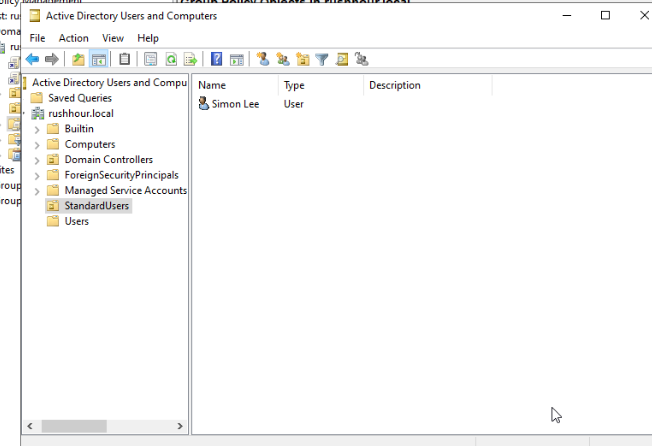 Active Directory Users and Computers
File Action View Help
Active Directory Users and Compu
Saved Queries
rushhour.local
Builtin
Computers
Domain Controllers
ForeignSecurityPrincipals
Managed Service Accounts
StandardUsers
Users
Name Type Description
Simon Lee User